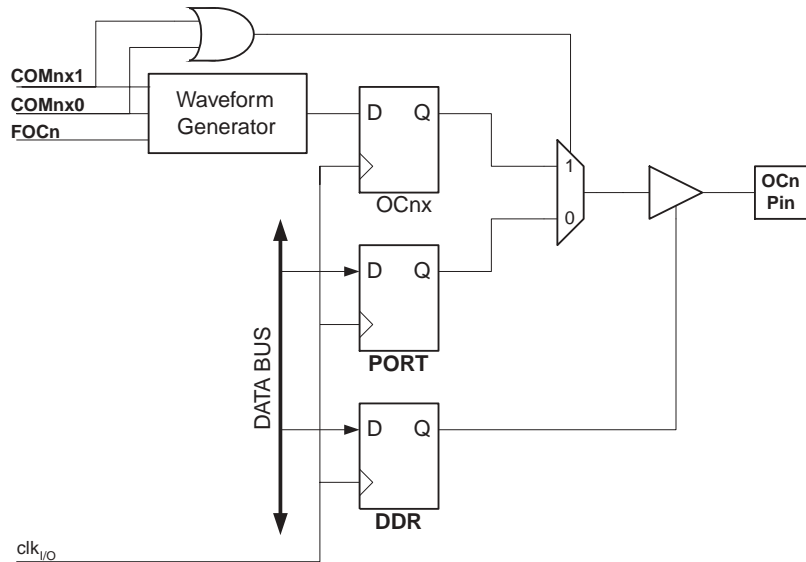 COMnx1
COMnx0
FOCn
Waveform
Generator
D Q
OCnx
1
0
OCn
Pin
DATA BUS
D Q
PORT
D Q
DDR
clkI/O